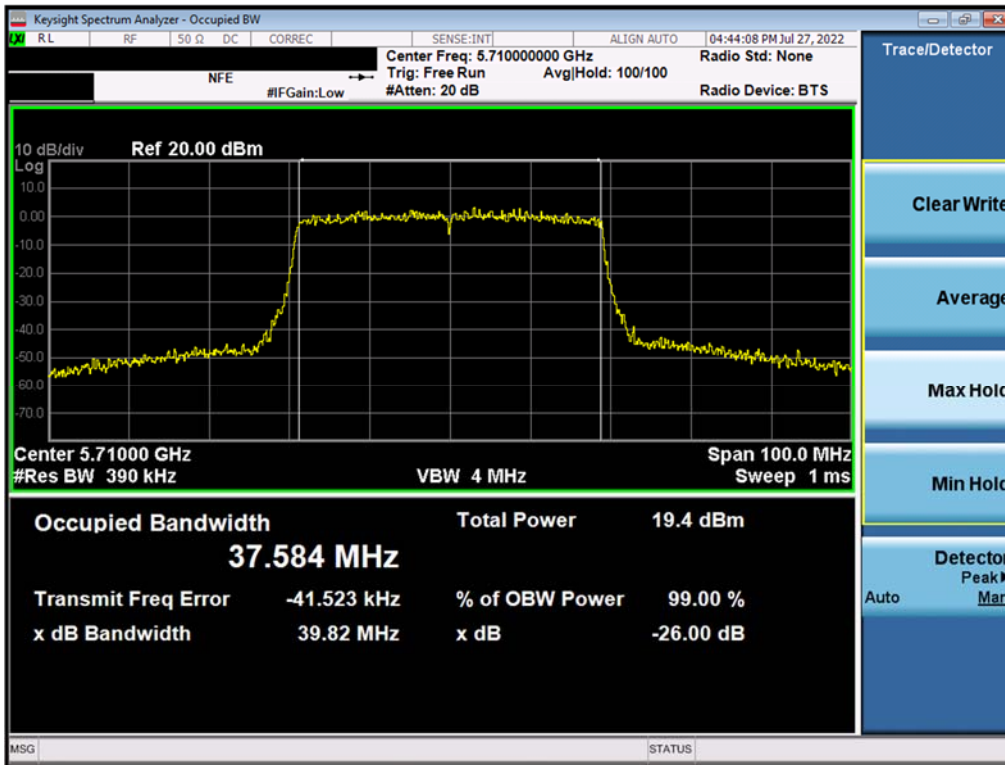 Keysight Spectrum Analyzer - Occupied BW
LXI RL RF 50 Ω DC CORREC SENSE:INT ALIGN AUTO 04:44:08 PM Jul 27, 2022
Center Freq: 5.710000000 GHz Radio Std: None
NFE Trig: Free Run Avg|Hold: 100/100
#IFGain:Low #Atten: 20 dB Radio Device: BTS
10 dB/div Ref 20.00 dBm
Log
10.0
0.00
-10.0
-20.0
-30.0
-40.0
-50.0
-60.0
-70.0
Center 5.71000 GHz Span 100.0 MHz
#Res BW 390 kHz VBW 4 MHz Sweep 1 ms
Occupied Bandwidth Total Power 19.4 dBm
37.584 MHz
Transmit Freq Error -41.523 kHz % of OBW Power 99.00 %
x dB Bandwidth 39.82 MHz x dB -26.00 dB
MSG STATUS
Trace/Detector
Clear Write
Average
Max Hold
Min Hold
Detector
Peak
Auto Man